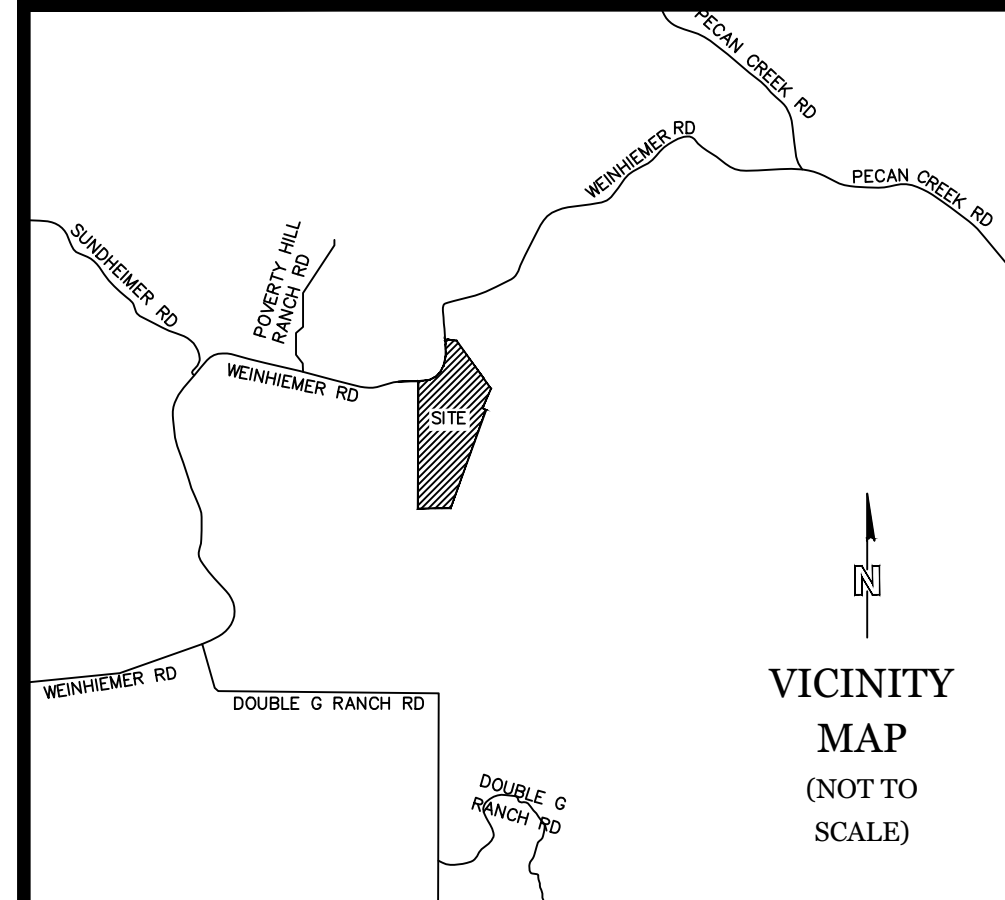 PECAN CREEK RD
WEINHIEMER RD
PECAN CREEK RD
SUNDHEIMER RD
POVERTY HILL
RANCH RD
WEINHIEMER RD
SITE
N
VICINITY
MAP
(NOT TO
SCALE)
WEINHIEMER RD
DOUBLE G RANCH RD
DOUBLE G
RANCH RD